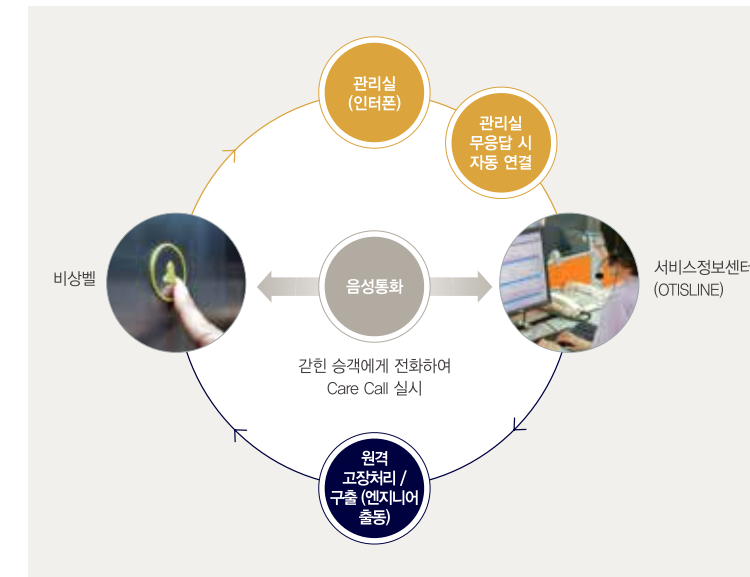 관리실
(인터폰)
관리실
무응답 시
자동 연결
비상벨
음성통화
서비스정보센터
(OTISLINE)
갇힌 승객에게 전화하여
Care Call 실시
원격
고장처리 /
구출 (엔지니어
출동)